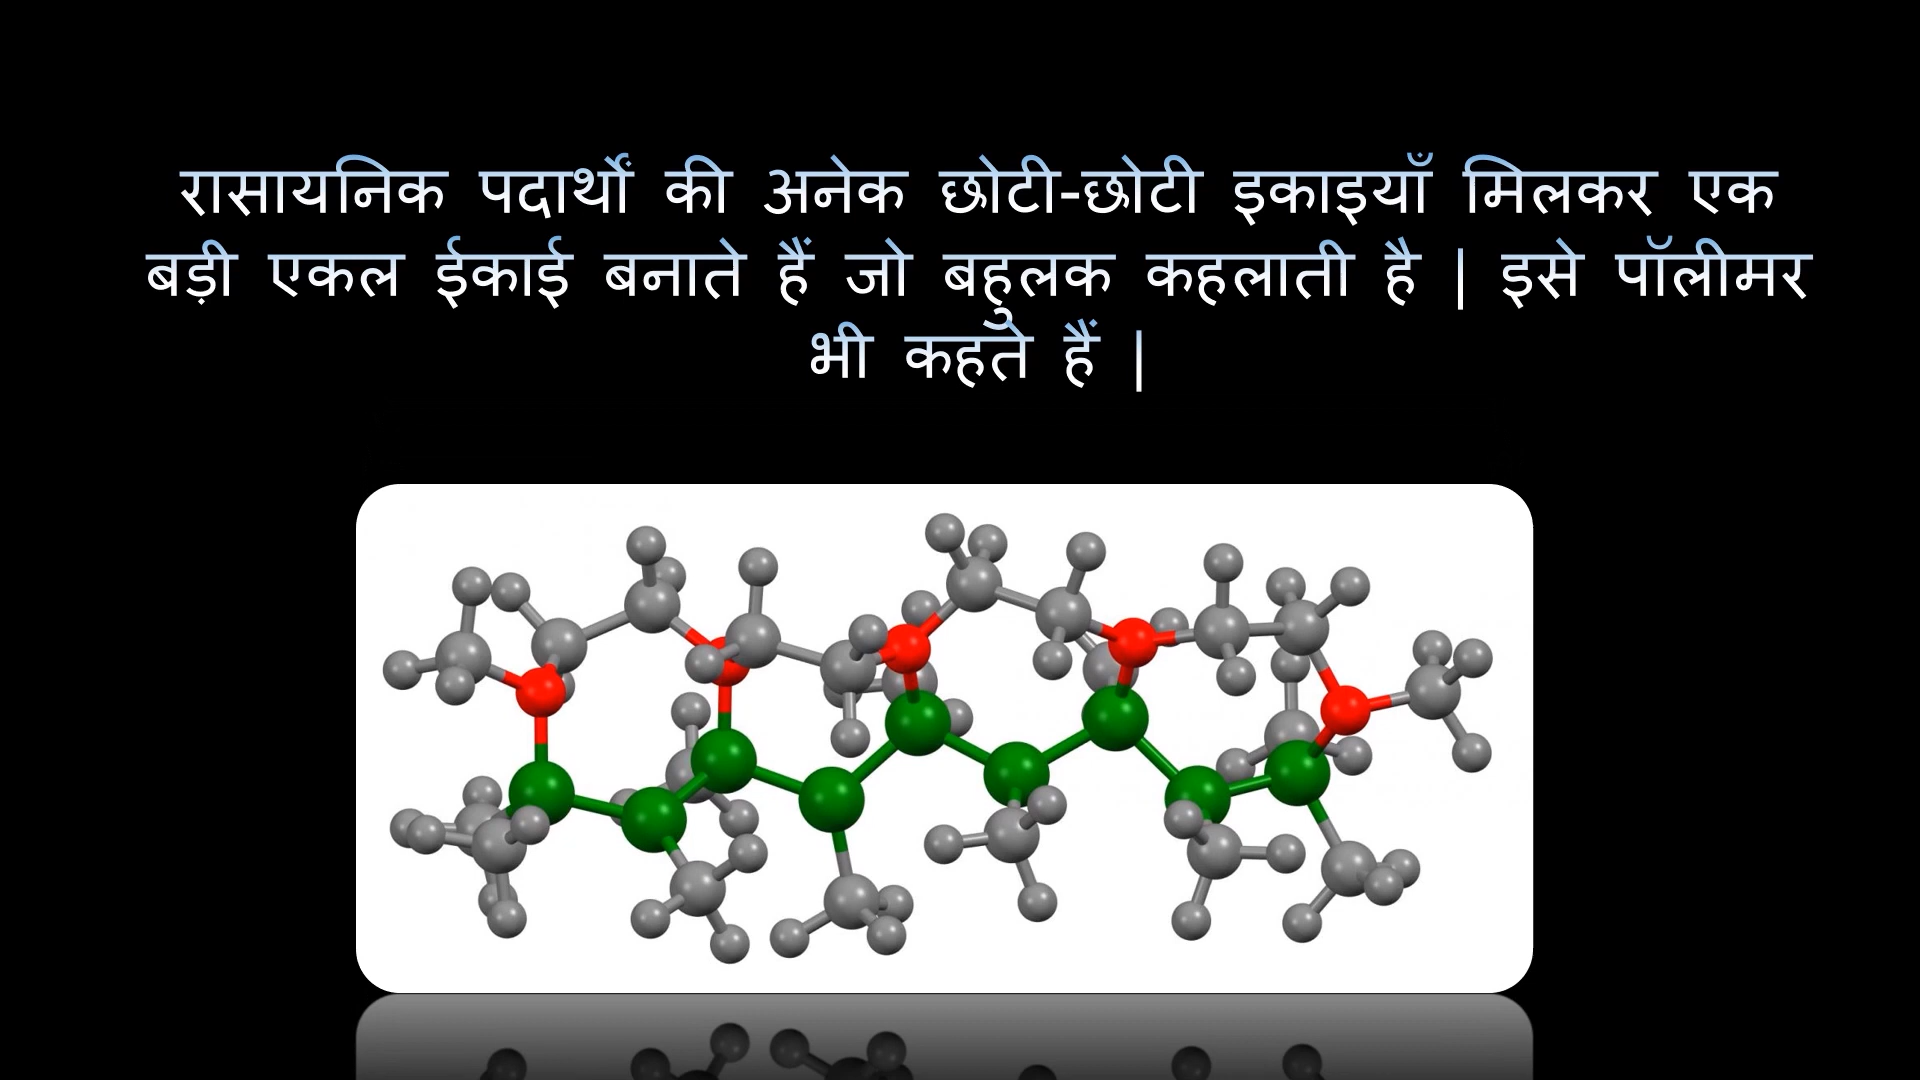 रासायनिक पदार्थों की अनेक छोटी-छोटी इकाइयाँ मिलकर एक
बड़ी एकल ईकाई बनाते हैं जो बहुलक कहलाती है | इसे पॉलीमर
भी कहते हैं |